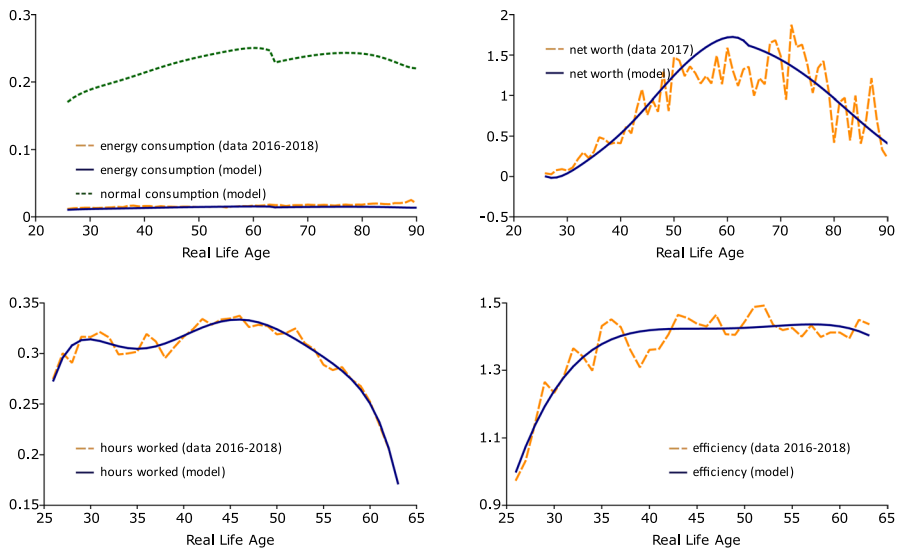 0.3
0.2
0.1
0
energy consumption (data 2016-2018)
energy consumption (model)
normal consumption (model)
20 30 40 50 60 70 80 90
Real Life Age
2
1.5
1
0.5
0
−0.5
net worth (data 2017)
net worth (model)
20 30 40 50 60 70 80 90
Real Life Age
0.35
0.3
0.25
0.2
0.15
hours worked (data 2016-2018)
hours worked (model)
25 30 35 40 45 50 55 60 65
Real Life Age
1.5
1.3
1.1
0.9
efficiency (data 2016-2018)
efficiency (model)
25 30 35 40 45 50 55 60 65
Real Life Age